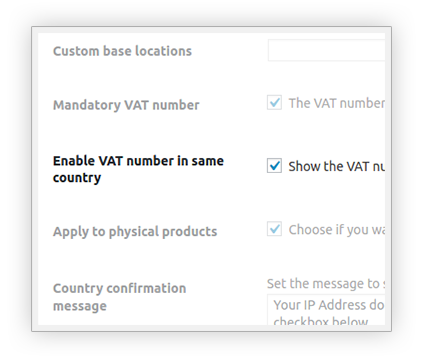 Custom base locations
Mandatory VAT number
The VAT number
Enable VAT number in same
country
Show the VAT nu
Apply to physical products
Choose if you wa
Country confirmation
message
Set the message to s
Your IP Address do
checkbox below